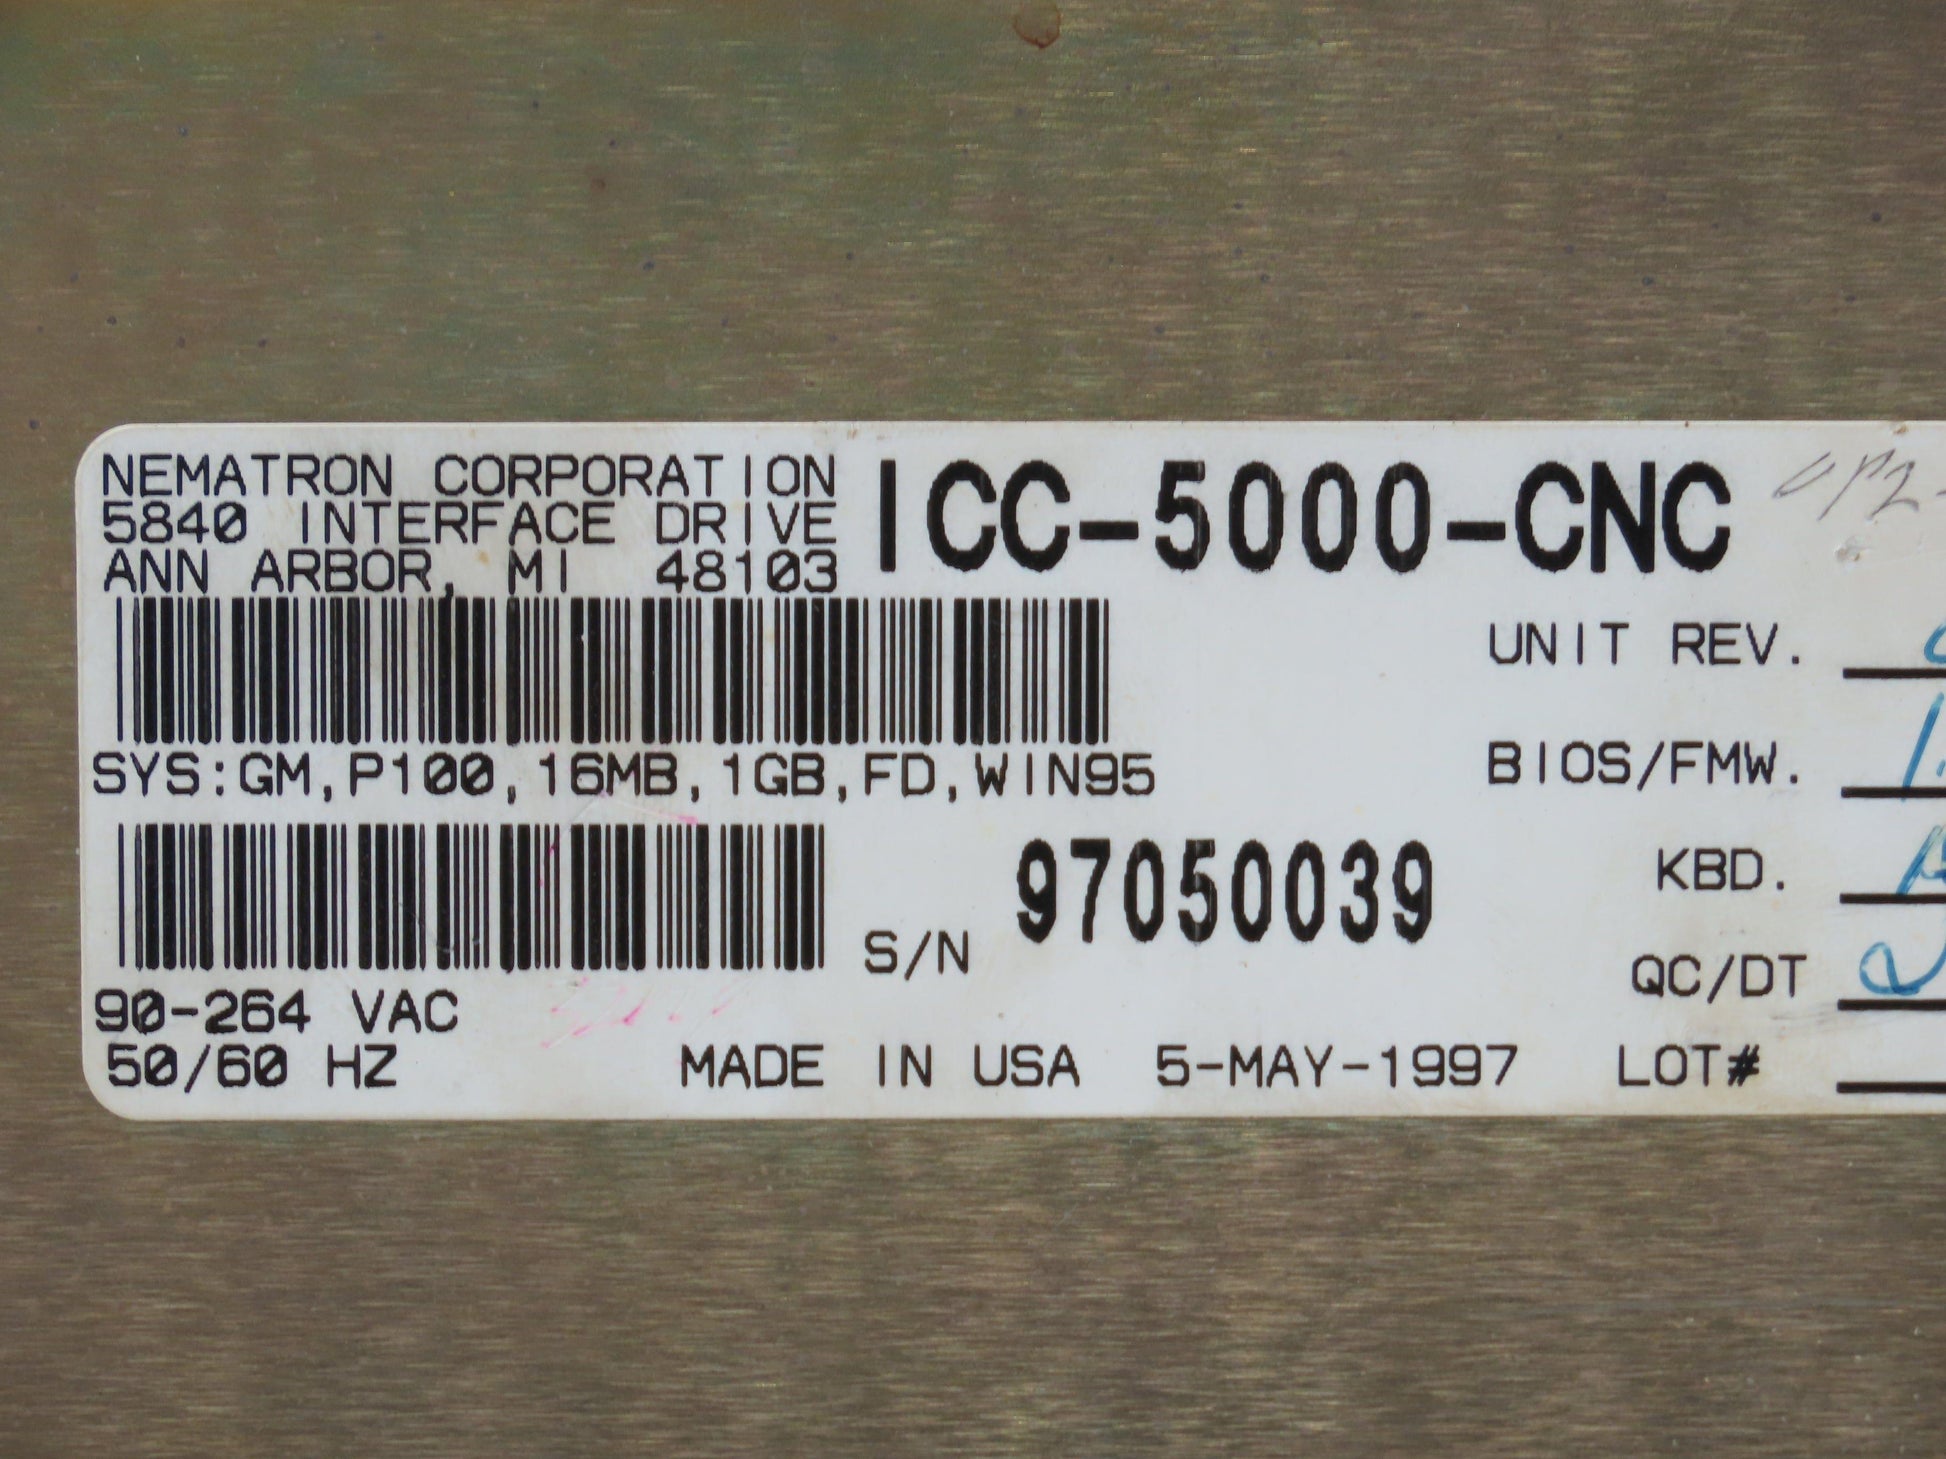 NEMATRON CORPORATION
5840 INTERFACE DRIVE
ANN ARBOR, MI 48103
ICC-5000-CNC
UNIT REV.
SYS:GM,P100,16MB,1GB,FD,WIN95
BIOS/FMW.
S/N 97050039
KBD.
QC/DT
90-264 VAC
50/60 HZ
MADE IN USA 5-MAY-1997
LOT#